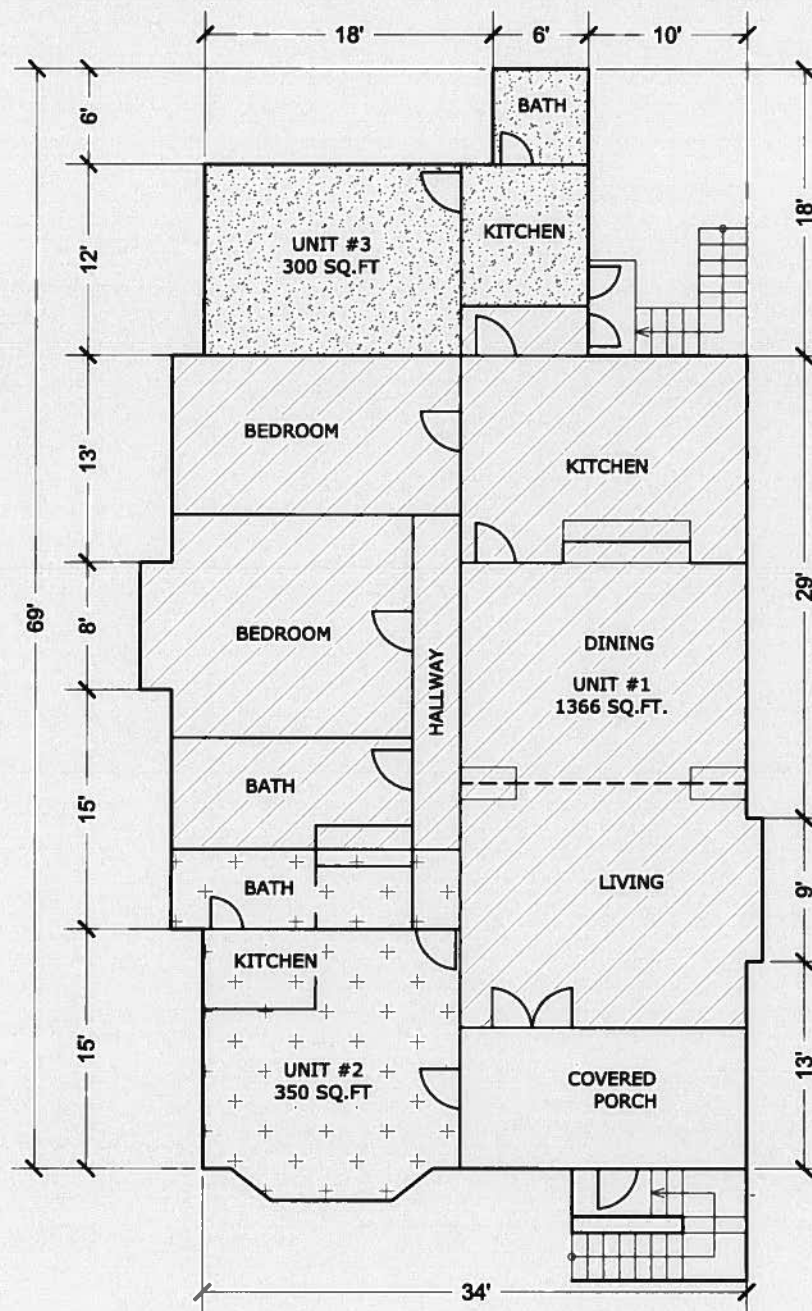 18'
6'
10'
6'
BATH
18'
12'
UNIT #3
300 SQ.FT
KITCHEN
BEDROOM
13'
KITCHEN
69'
8'
BEDROOM
29'
DINING
UNIT #1
1366 SQ.FT.
HALLWAY
15'
BATH
BATH
LIVING
9'
KITCHEN
15'
UNIT #2
350 SQ.FT
COVERED
PORCH
13'
34'